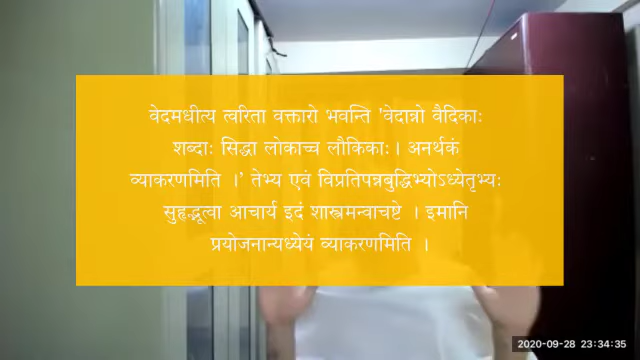 वेदमधीत्य त्वरिता वक्तारो भवन्ति 'वेदान्नो वैदिकाः
शब्दाः सिद्धा लोकाच्च लौकिकाः। अनर्थकं
व्याकरणमिति ।' तेभ्य एवं विप्रतिपन्नबुद्धिभ्योऽध्येतृभ्यः
सुहृद्भूत्वा आचार्य इदं शास्त्रमन्वाचष्टे । इमानि
प्रयोजनान्यध्येयं व्याकरणमिति ।
2020-09-28 23:34:35